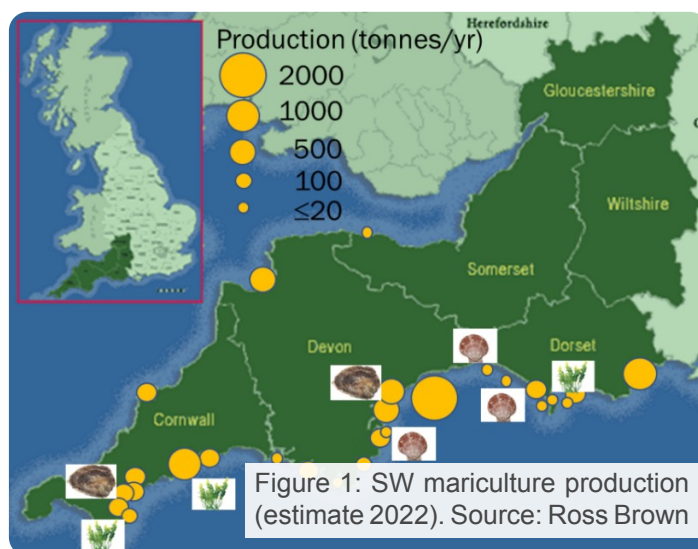 Herefordshire
Production (tonnes/yr)
2000
1000
500
100
≤20
Gloucestershire
Wiltshire
Somerset
Devon
Dorset
Cornwall
Figure 1: SW mariculture production
(estimate 2022). Source: Ross Brown